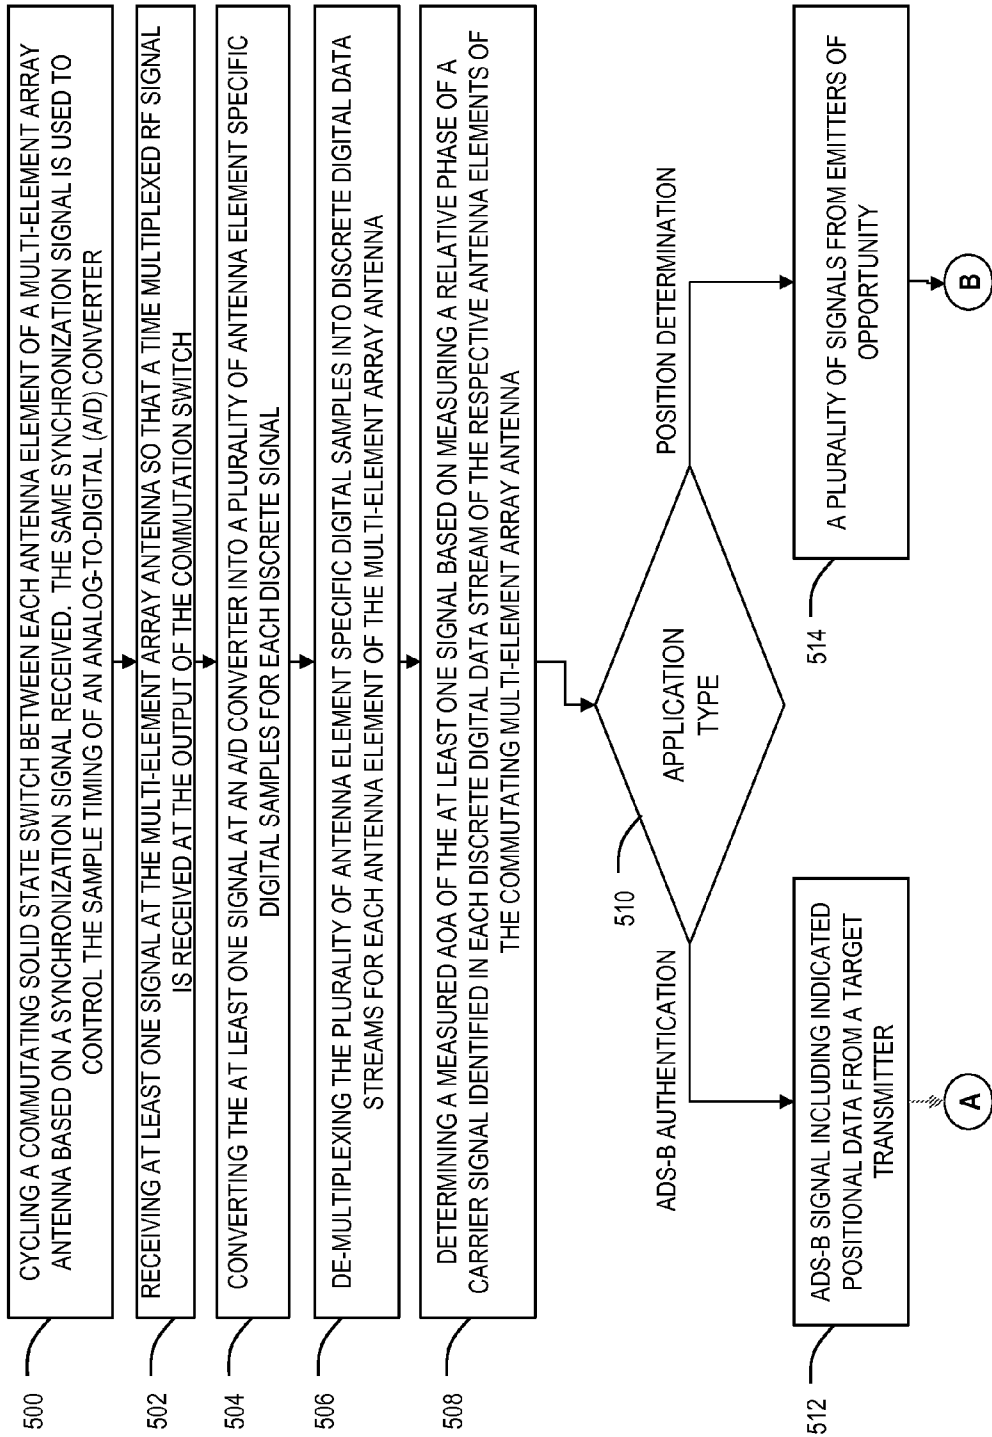 500
CYCLING A COMMUTATING SOLID STATE SWITCH BETWEEN EACH ANTENNA ELEMENT OF A MULTI-ELEMENT ARRAY
ANTENNA BASED ON A SYNCHRONIZATION SIGNAL RECEIVED. THE SAME SYNCHRONIZATION SIGNAL IS USED TO
CONTROL THE SAMPLE TIMING OF AN ANALOG-TO-DIGITAL (A/D) CONVERTER
502
RECEIVING AT LEAST ONE SIGNAL AT THE MULTI-ELEMENT ARRAY ANTENNA SO THAT A TIME MULTIPLEXED RF SIGNAL
IS RECEIVED AT THE OUTPUT OF THE COMMUTATION SWITCH
504
CONVERTING THE AT LEAST ONE SIGNAL AT AN A/D CONVERTER INTO A PLURALITY OF ANTENNA ELEMENT SPECIFIC
DIGITAL SAMPLES FOR EACH DISCRETE SIGNAL
506
DE-MULTIPLEXING THE PLURALITY OF ANTENNA ELEMENT SPECIFIC DIGITAL SAMPLES INTO DISCRETE DIGITAL DATA
STREAMS FOR EACH ANTENNA ELEMENT OF THE MULTI-ELEMENT ARRAY ANTENNA
508
DETERMINING A MEASURED AOA OF THE AT LEAST ONE SIGNAL BASED ON MEASURING A RELATIVE PHASE OF A
CARRIER SIGNAL IDENTIFIED IN EACH DISCRETE DIGITAL DATA STREAM OF THE RESPECTIVE ANTENNA ELEMENTS OF
THE COMMUTATING MULTI-ELEMENT ARRAY ANTENNA
510
APPLICATION
TYPE
ADS-B AUTHENTICATION
POSITION DETERMINATION
512
ADS-B SIGNAL INCLUDING INDICATED
POSITIONAL DATA FROM A TARGET
TRANSMITTER
A
514
A PLURALITY OF SIGNALS FROM EMITTERS OF
OPPORTUNITY
B